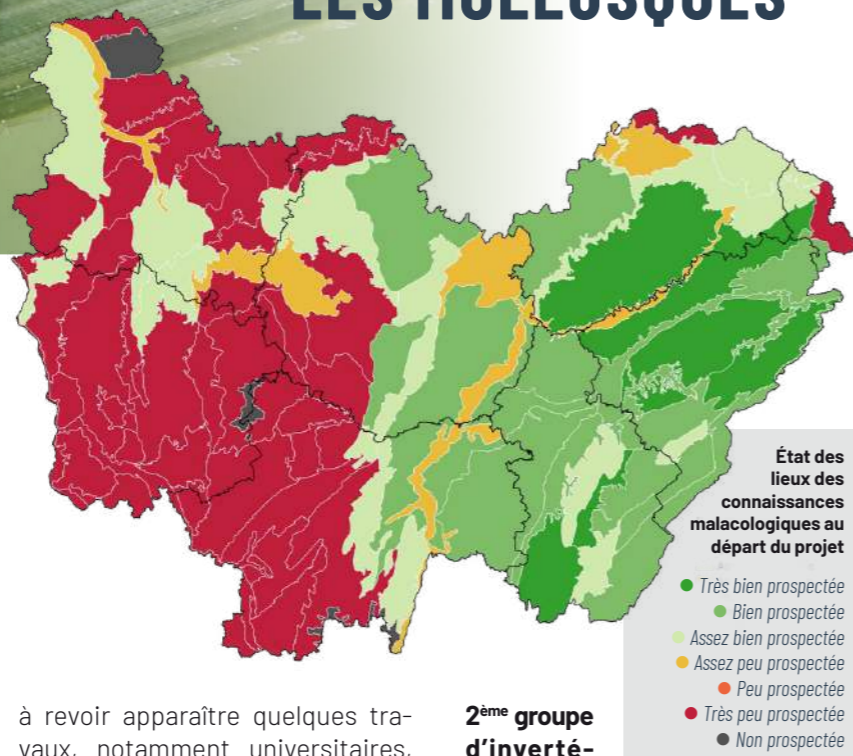 LES MOLLUSQUES
État des
lieux des
connaissances
malacologiques au
départ du projet
Très bien prospectée
Bien prospectée
Assez bien prospectée
Assez peu prospectée
Peu prospectée
Très peu prospectée
Non prospectée
à revoir apparaître quelques tra-
vaux, notamment universitaires,
2ème groupe
d'inverté-